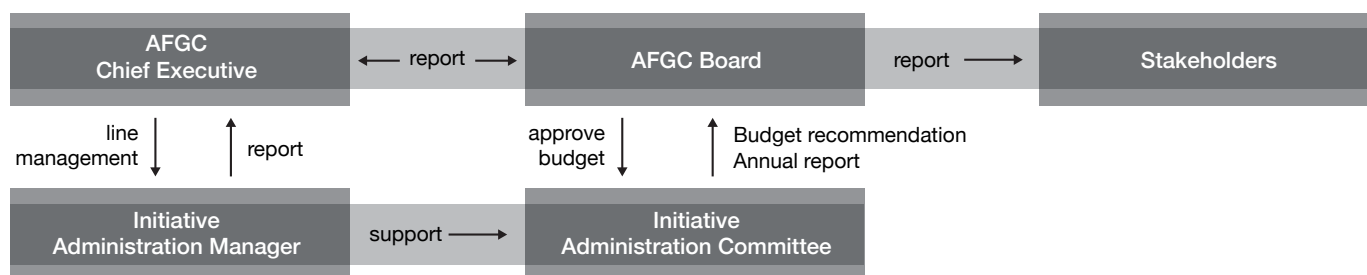 AFGC
Chief Executive
report
AFGC Board
report
Stakeholders
line
management
report
approve
budget
Budget recommendation
Annual report
Initiative
Administration Manager
support
Initiative
Administration Committee